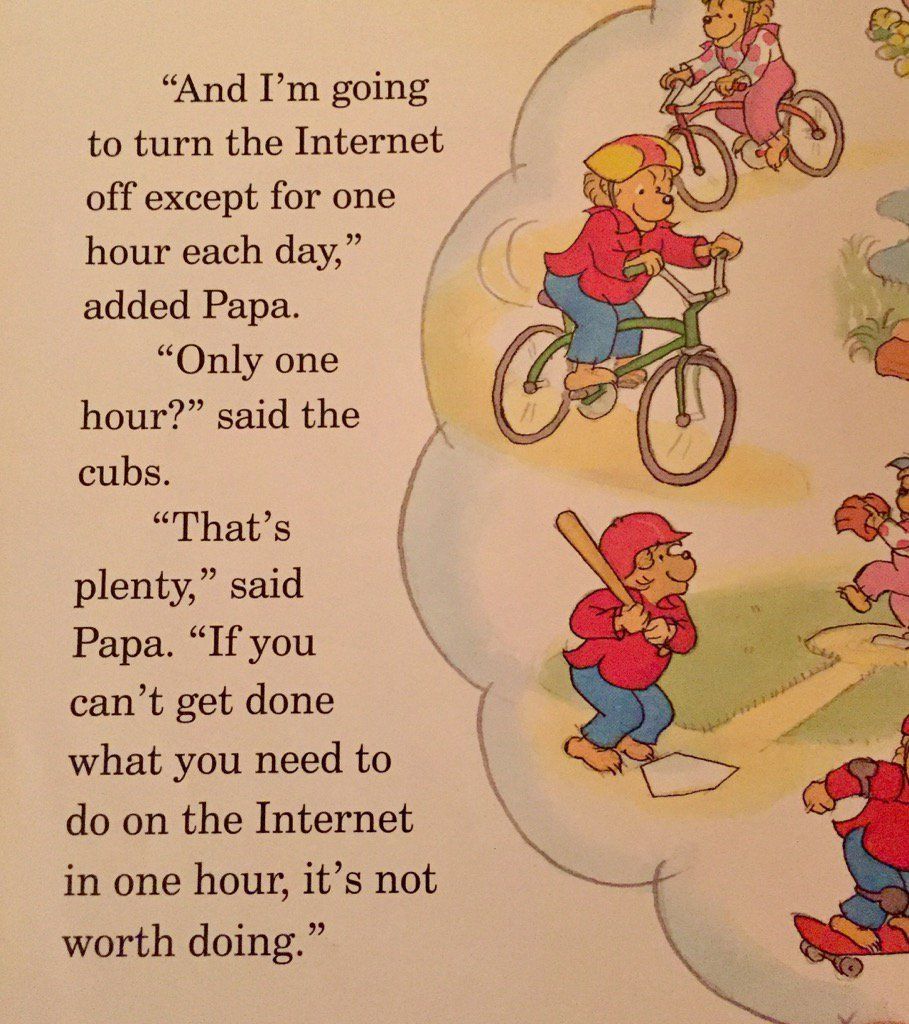 “And I’m going
to turn the Internet
off except for one
hour each day,”
added Papa.
“Only one
hour?” said the
cubs.
“That’s
plenty,” said
Papa. “If you
can’t get done
what you need to
do on the Internet
in one hour, it’s not
worth doing.”